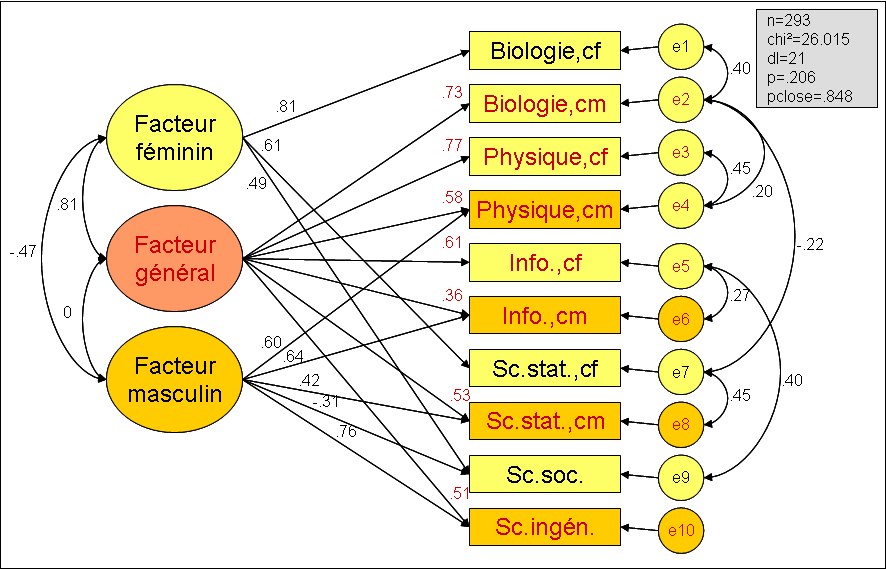 n=293
chi²=26.015
dl=21
p=.206
pclose=.848
Facteur
féminin
Facteur
général
Facteur
masculin
.81
-.47
0
.81
.61
.49
.73
.77
.58
.61
.36
.60
.64
.42
-.31
.76
.53
.51
Biologie,cf
e1
Biologie,cm
e2
Physique,cf
e3
Physique,cm
e4
Info.,cf
e5
Info.,cm
e6
Sc.stat.,cf
e7
Sc.stat.,cm
e8
Sc.soc.
e9
Sc.ingén.
e10
.40
.45
.20
-.22
.27
.40
.45